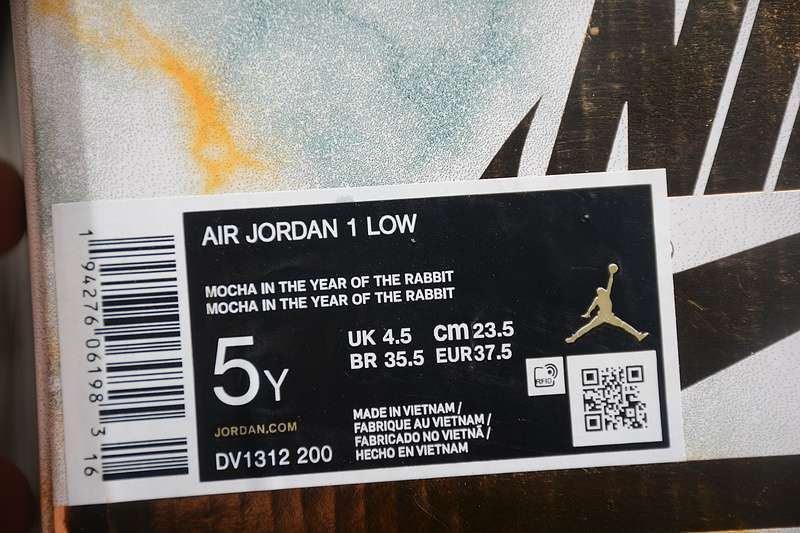 AIR JORDAN 1 LOW
MOCHA IN THE YEAR OF THE RABBIT
MOCHA IN THE YEAR OF THE RABBIT
5Y
UK 4.5 cm 23.5
BR 35.5 EUR 37.5
RFID
JORDAN.COM
DV1312 200
MADE IN VIETNAM /
FABRIQUE AU VIETNAM /
FABRICADO NO VIETNÃ /
HECHO EN VIETNAM
1 94276 06198 3 16